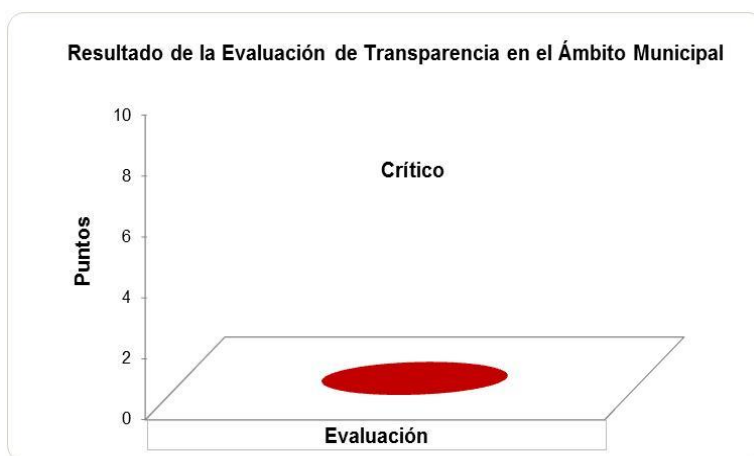 Resultado de la Evaluación de Transparencia en el Ámbito Municipal
10
Crítico
8
6
Puntos
4
2
0
Evaluación